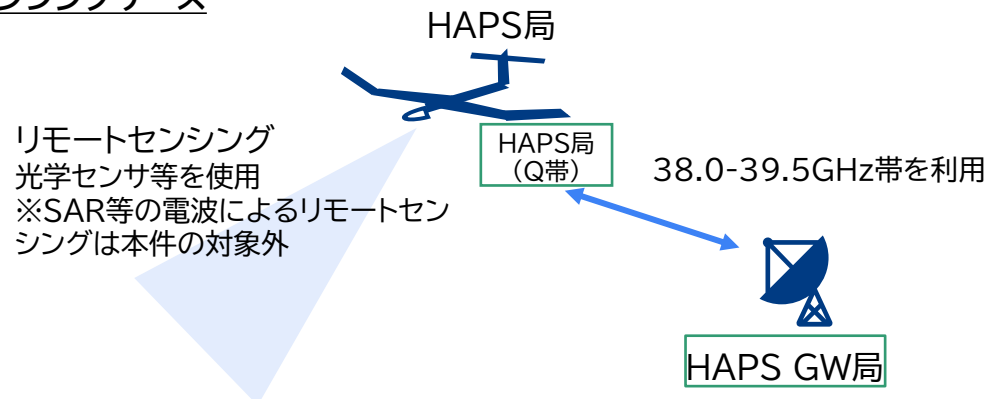 HAPS局
リモートセンシング
光学センサ等を使用
※SAR等の電波によるリモートセン
シングは本件の対象外
HAPS局
（Q帯）
38.0-39.5GHz帯を利用
HAPS GW局